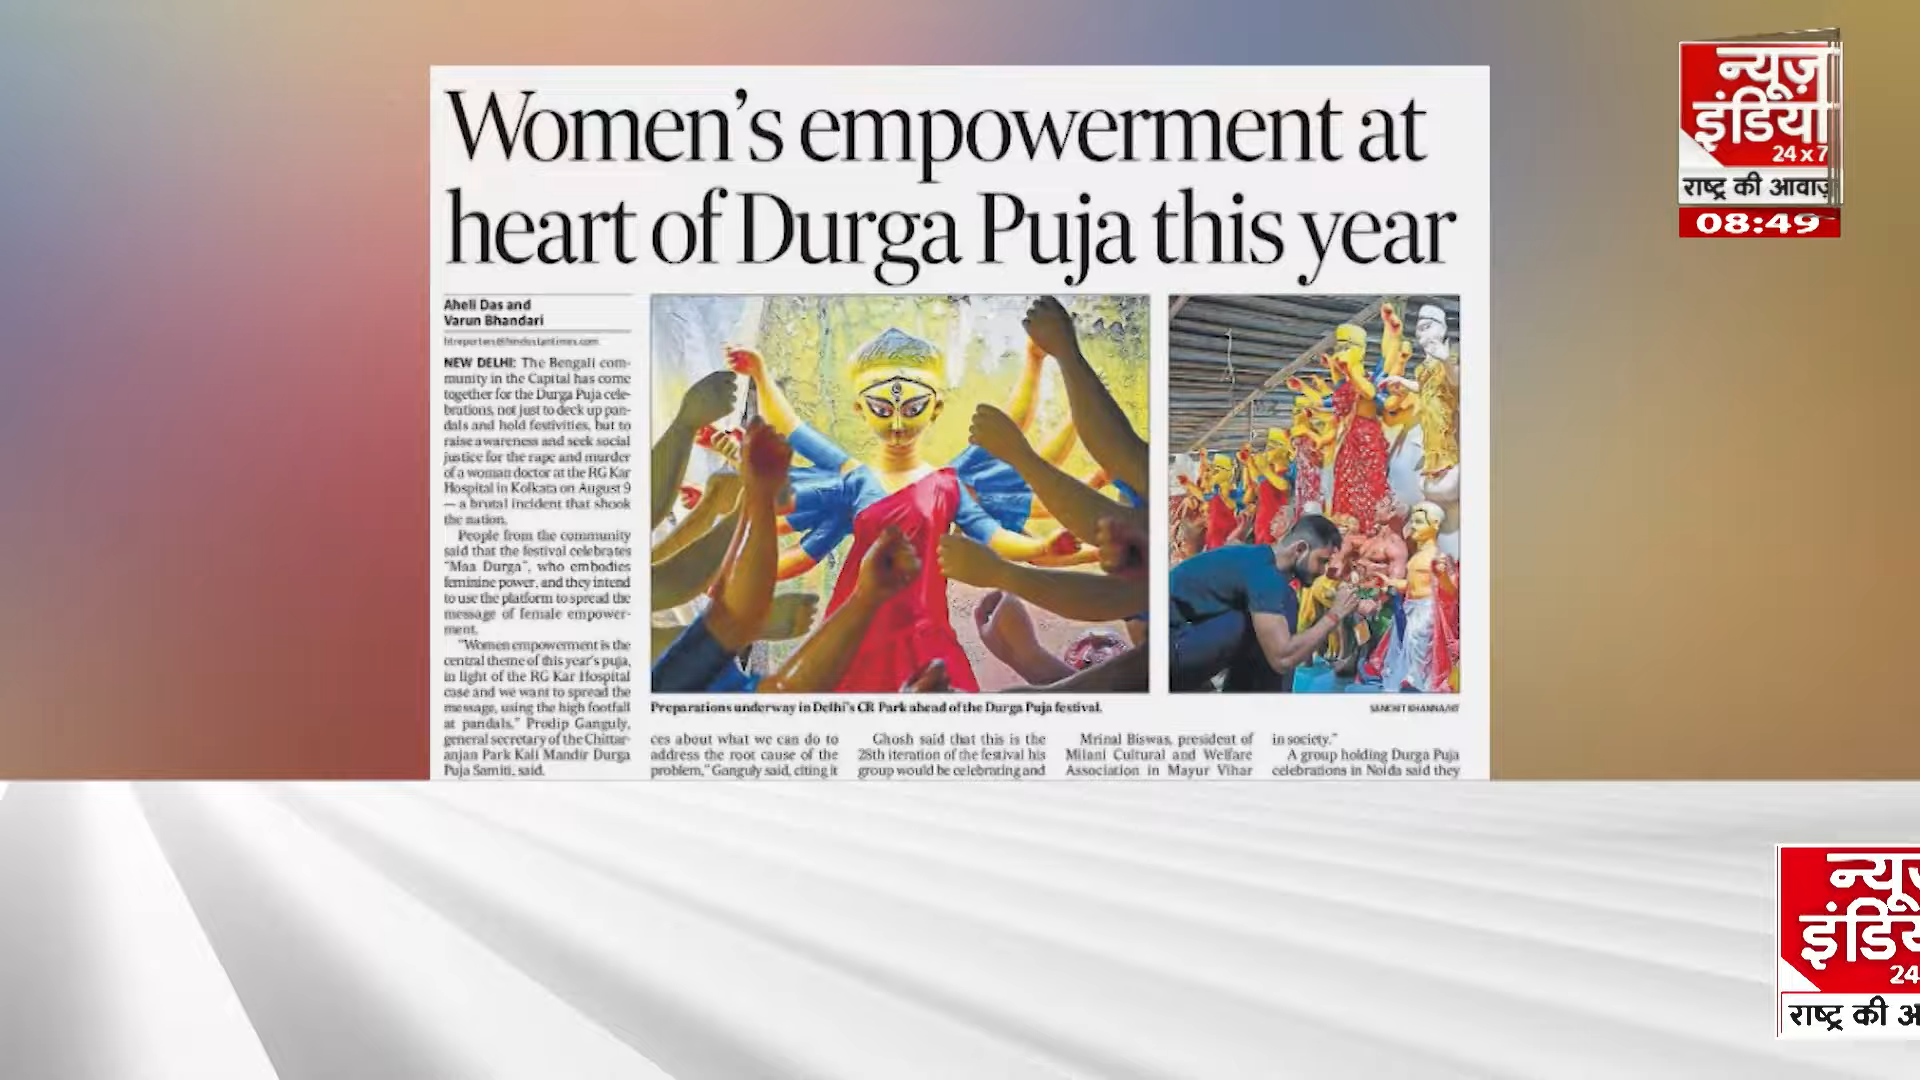 Women's empowerment at
heart of Durga Puja this year
Aheli Das and
Varun Bhandari
htreporters@hindustantimes.com
NEW DELHI: The Bengali com-
munity in the Capital has come
together for the Durga Puja cele-
brations, not just to deck up pan-
dals and hold festivities, but to
raise awareness and seek social
justice for the rape and murder
of a woman doctor at the RG Kar
Hospital in Kolkata on August 9
— a brutal incident that shook
the nation.
People from the community
said that the festival celebrates
"Maa Durga", who embodies
feminine power, and they intend
to use the platform to spread the
message of female empower-
ment.
"Women empowerment is the
central theme of this year's puja,
in light of the RG Kar Hospital
case and we want to spread the
message, using the high footfall
at pandals," Prodip Ganguly,
general secretary of the Chittar-
anjan Park Kali Mandir Durga
Puja Samiti, said.
Preparations underway in Delhi's CR Park ahead of the Durga Puja festival.
SANCHIT KHANNA/HT
ces about what we can do to
address the root cause of the
problem," Ganguly said, citing it
Ghosh said that this is the
28th iteration of the festival his
group would be celebrating and
Mrinal Biswas, president of
Milani Cultural and Welfare
Association in Mayur Vihar
in society."
A group holding Durga Puja
celebrations in Noida said they
न्यूज़
इंडिया
24x7
राष्ट्र की आवाज़
08:49
न्यूज़
इंडिया
24
राष्ट्र की आ